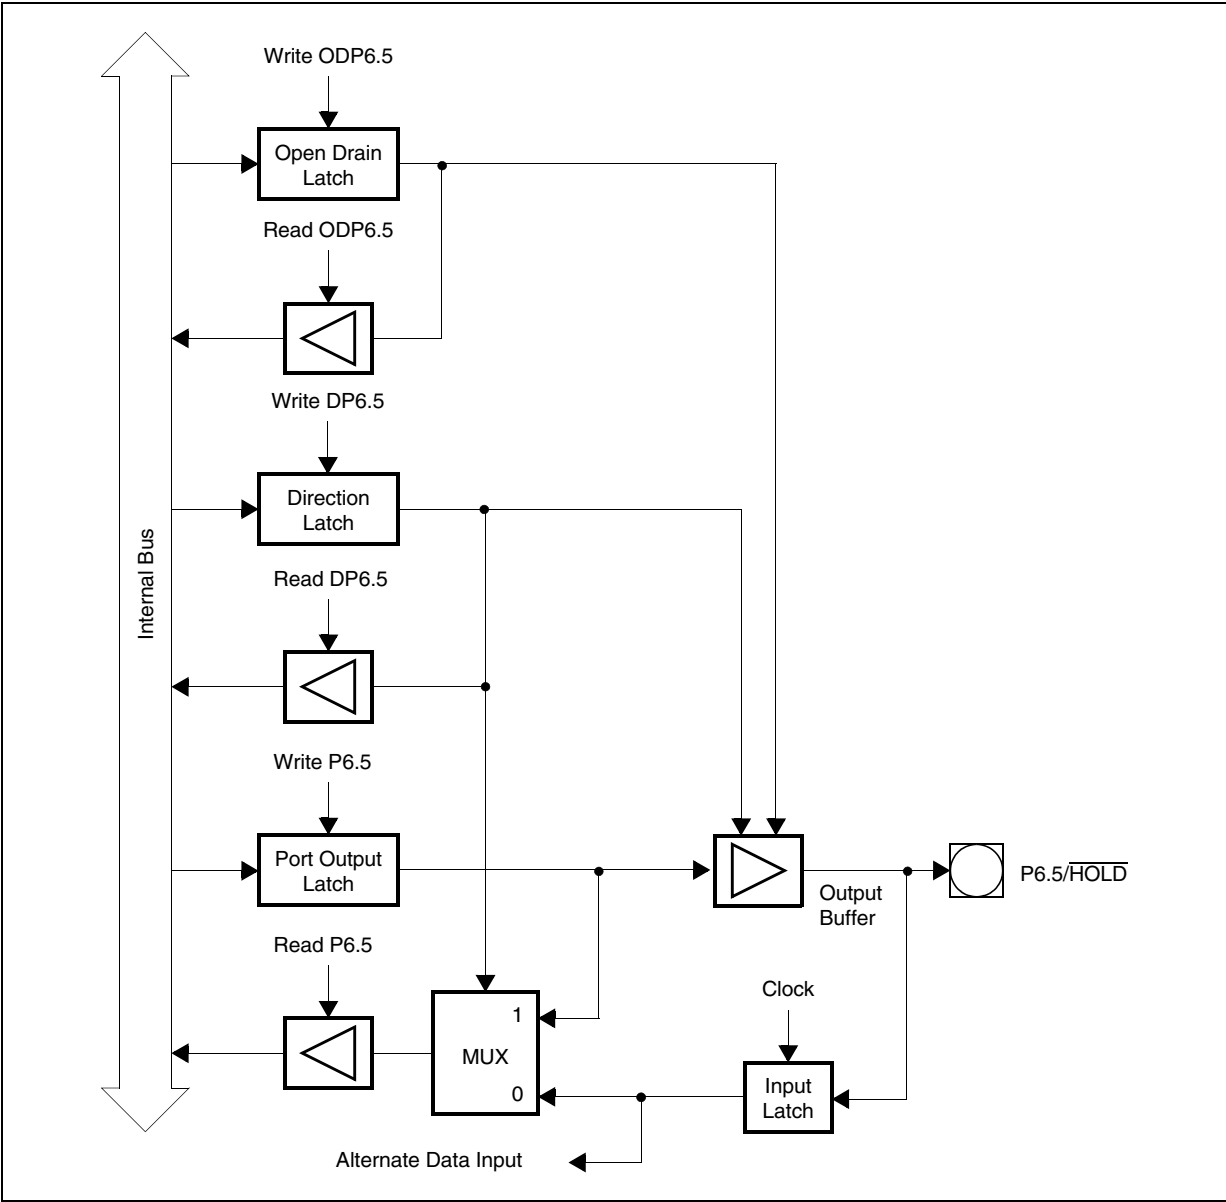 Write ODP6.5
Open Drain
Latch
Read ODP6.5
Write DP6.5
Direction
Latch
Internal Bus
Read DP6.5
Write P6.5
Port Output
Latch
P6.5/HOLD
Output
Buffer
Read P6.5
Clock
1
MUX
0
Input
Latch
Alternate Data Input